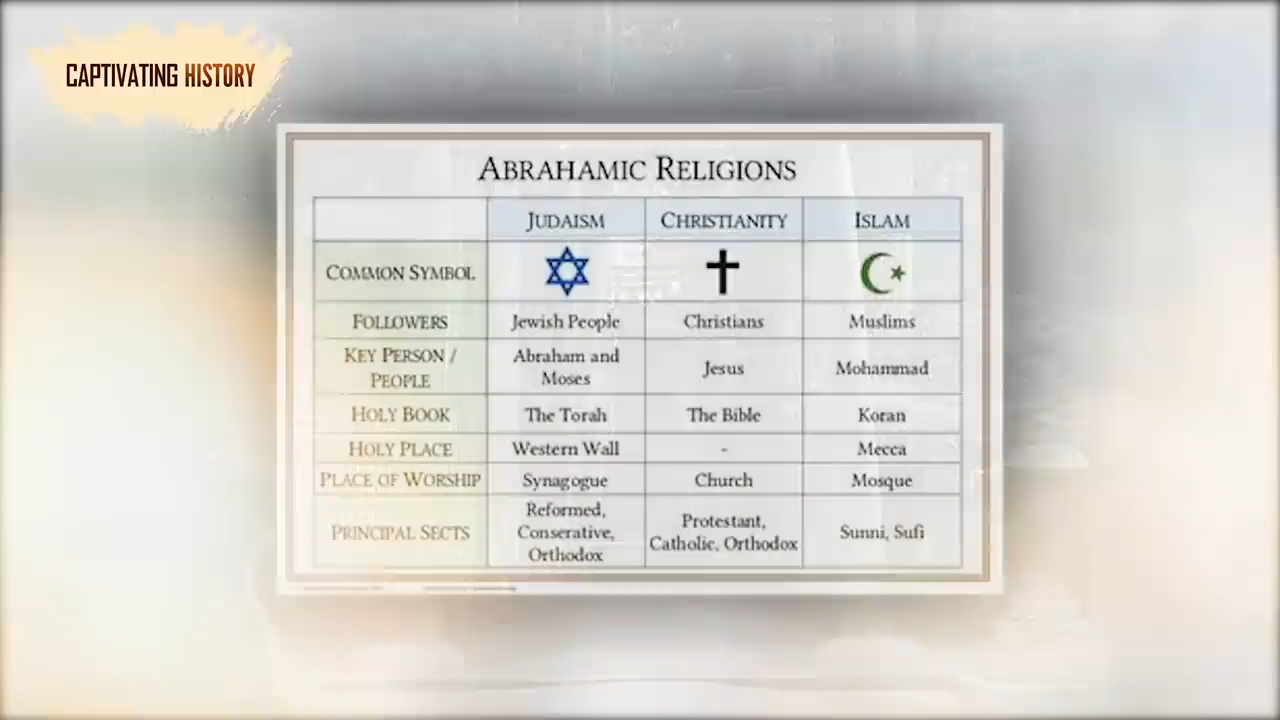 CAPTIVATING HISTORY
ABRAHAMIC RELIGIONS
JUDAISM CHRISTIANITY ISLAM
COMMON SYMBOL
FOLLOWERS Jewish People Christians Muslims
KEY PERSON /
PEOPLE
Abraham and
Moses
Jesus
Mohammad
HOLY BOOK The Torah The Bible Koran
HOLY PLACE Western Wall - Mecca
PLACE OF WORSHIP Synagogue Church Mosque
PRINCIPAL SECTS
Reformed,
Conserative,
Orthodox
Protestant,
Catholic, Orthodox
Sunni, Sufi